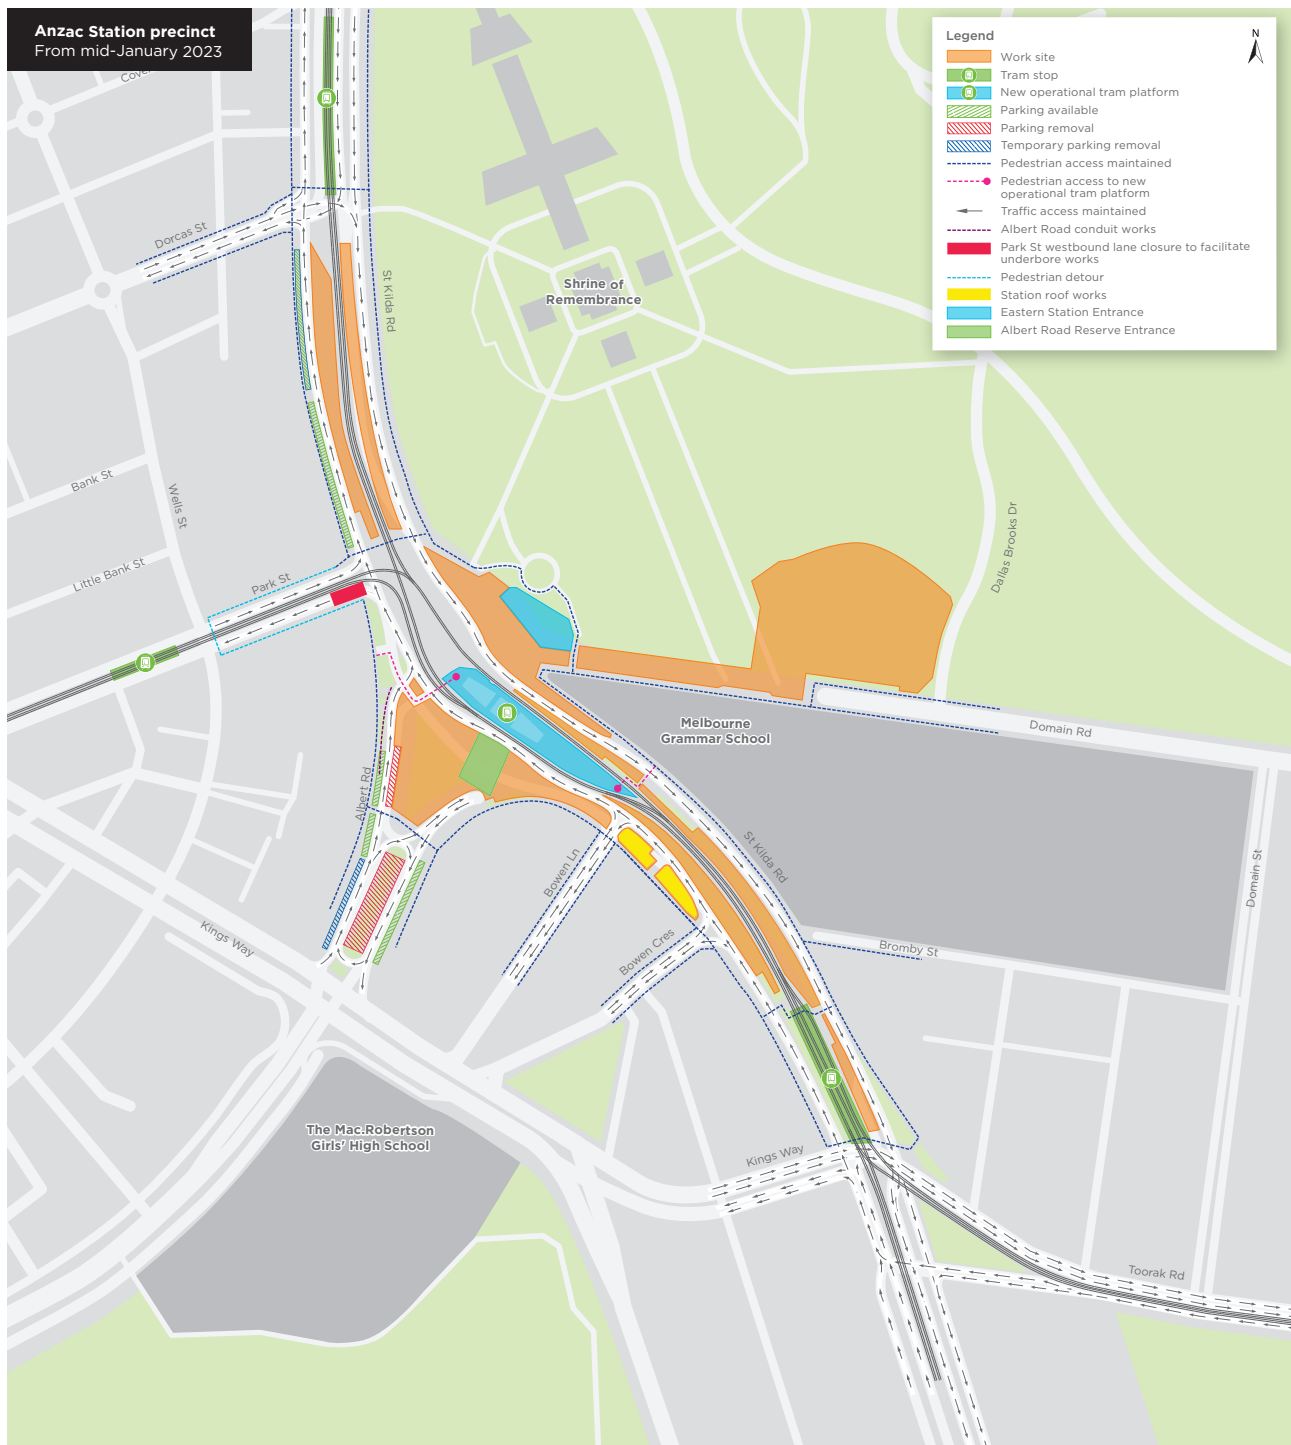 Anzac Station precinct
From mid-January 2023
Legend
N
Work site
Tram stop
New operational tram platform
Parking available
Parking removal
Temporary parking removal
Pedestrian access maintained
Pedestrian access to new
operational tram platform
Traffic access maintained
Albert Road conduit works
Park St westbound lane closure to facilitate
underbore works
Pedestrian detour
Station roof works
Eastern Station Entrance
Albert Road Reserve Entrance
Dorcas St
St Kilda Rd
Shrine of
Remembrance
Bank St
Wells St
Little Bank St
Park St
Dallas Brooks Dr
Melbourne
Grammar School
Domain Rd
Albert Rd
St Kilda Rd
Bowen Ln
Domain St
Kings Way
Bowen Cres
Bromby St
The Mac.Robertson
Girls' High School
Kings Way
Toorak Rd